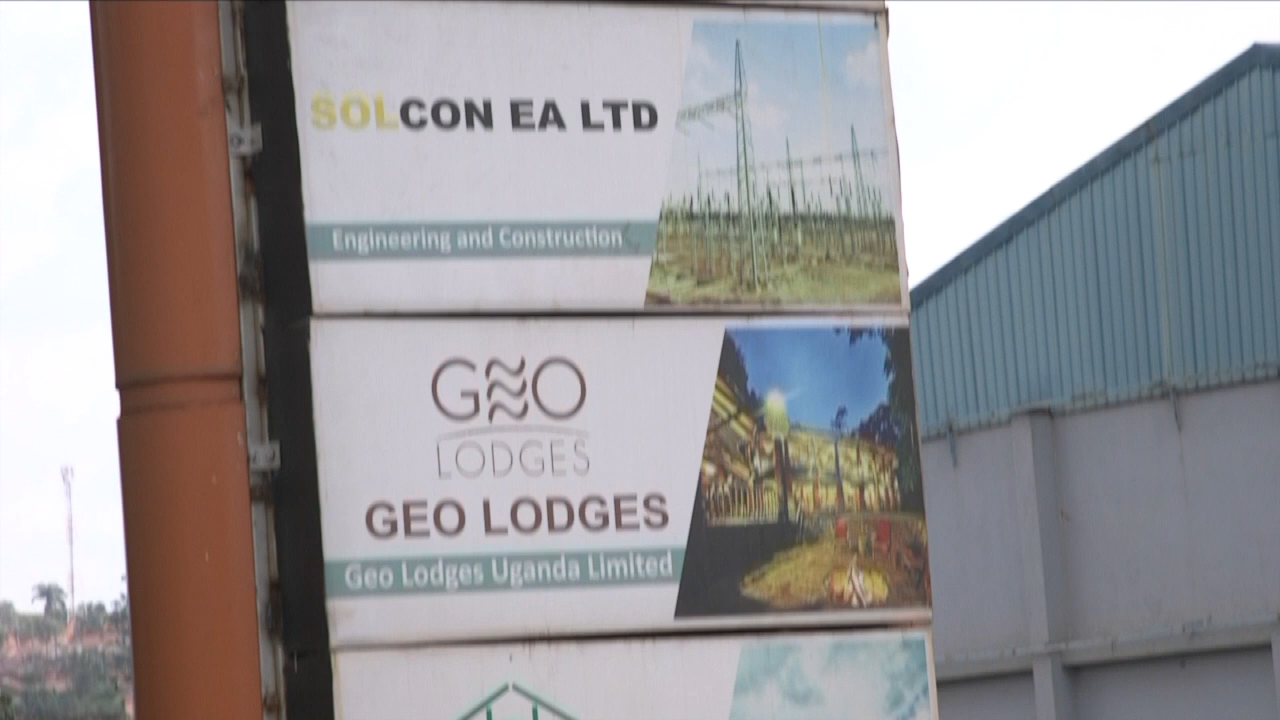 SOLCON EA LTD
Engineering and Construction
GEO
LODGES
GEO LODGES
Geo Lodges Uganda Limited